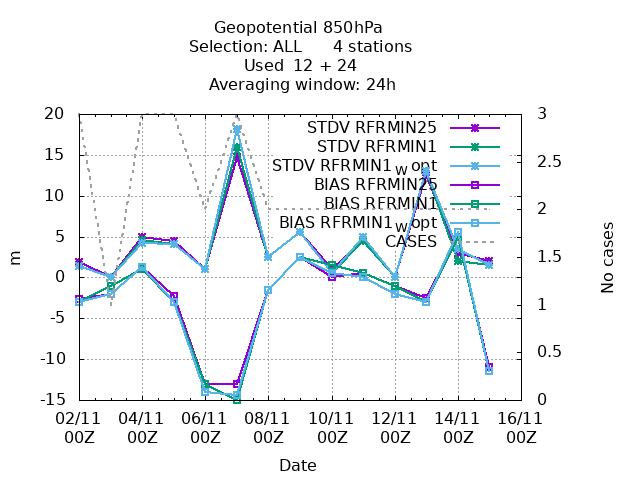 Geopotential 850hPa
Selection: ALL 4 stations
Used 12 + 24
Averaging window: 24h
20
15
10
5
0
-5
-10
-15
m
3
2.5
2
1.5
1
0.5
0
No cases
STDV RFRMIN25
STDV RFRMIN1
STDV RFRMIN1_w opt
BIAS RFRMIN25
BIAS RFRMIN1
BIAS RFRMIN1_w opt
CASES
02/11 04/11 06/11 08/11 10/11 12/11 14/11 16/11
00Z 00Z 00Z 00Z 00Z 00Z 00Z 00Z
Date